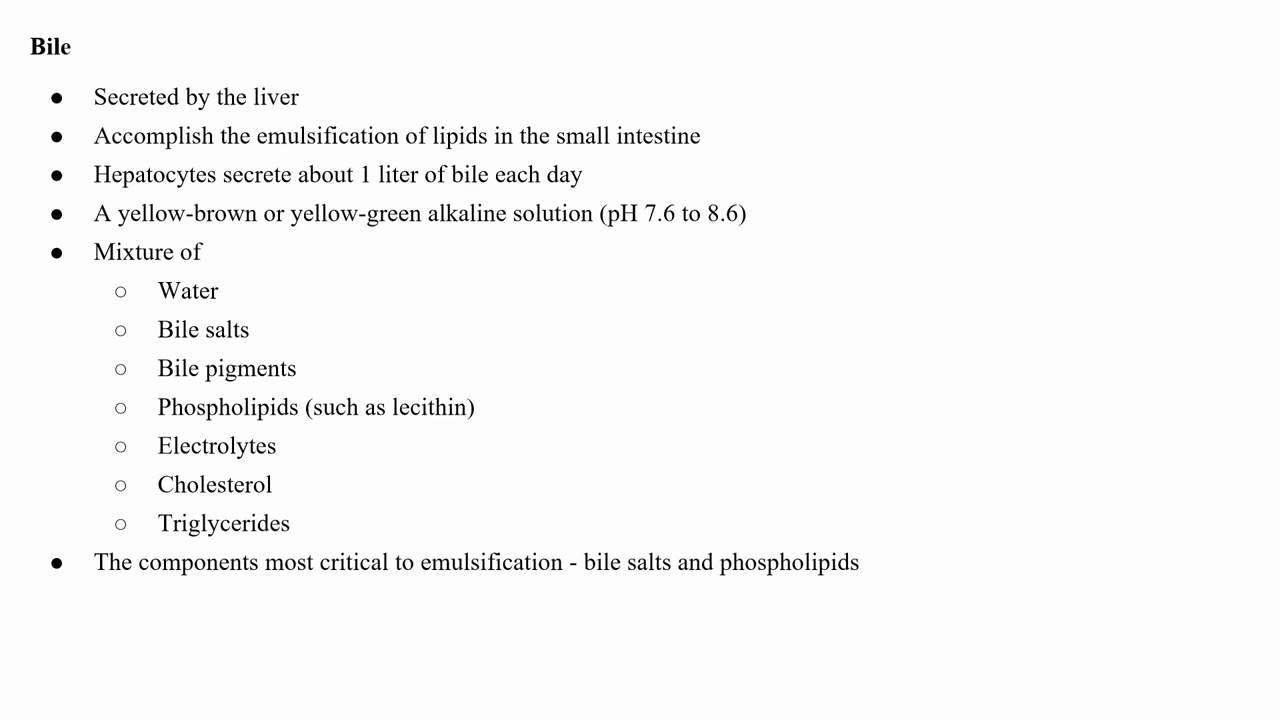 Bile
● Secreted by the liver
● Accomplish the emulsification of lipids in the small intestine
● Hepatocytes secrete about 1 liter of bile each day
● A yellow-brown or yellow-green alkaline solution (pH 7.6 to 8.6)
● Mixture of
○ Water
○ Bile salts
○ Bile pigments
○ Phospholipids (such as lecithin)
○ Electrolytes
○ Cholesterol
○ Triglycerides
● The components most critical to emulsification - bile salts and phospholipids